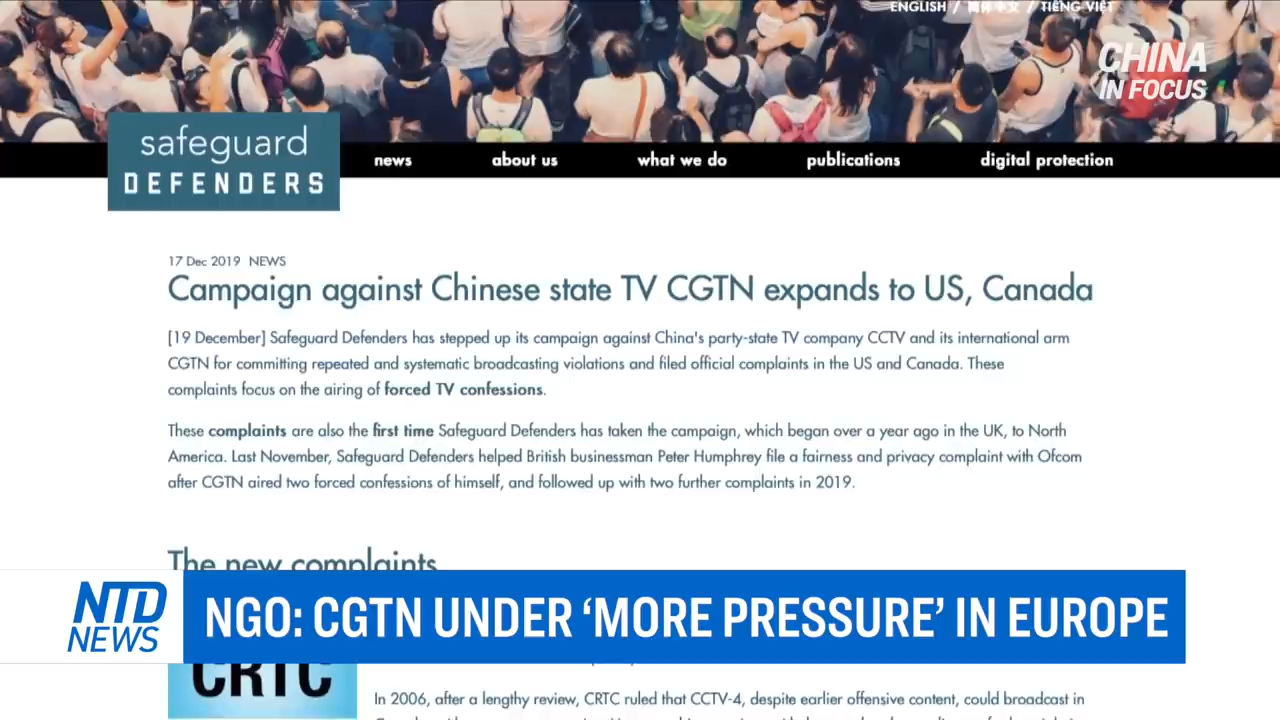 ENGLISH / 简体中文 / TIẾNG VIỆT
CHINA
IN FOCUS
safeguard
DEFENDERS
news about us what we do publications digital protection
17 Dec 2019 NEWS
Campaign against Chinese state TV CGTN expands to US, Canada
[19 December] Safeguard Defenders has stepped up its campaign against China's party-state TV company CCTV and its international arm
CGTN for committing repeated and systematic broadcasting violations and filed official complaints in the US and Canada. These
complaints focus on the airing of forced TV confessions.
These complaints are also the first time Safeguard Defenders has taken the campaign, which began over a year ago in the UK, to North
America. Last November, Safeguard Defenders helped British businessman Peter Humphrey file a fairness and privacy complaint with Ofcom
after CGTN aired two forced confessions of himself, and followed up with two further complaints in 2019.
The new complaints
NTD
NEWS
NGO: CGTN UNDER ‘MORE PRESSURE’ IN EUROPE
CRTC
In 2006, after a lengthy review, CRTC ruled that CCTV-4, despite earlier offensive content, could broadcast in